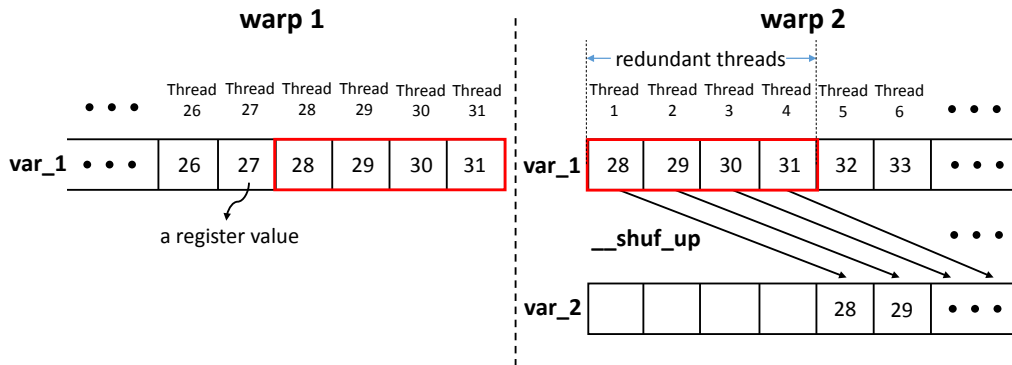 warp 1
warp 2
redundant threads
Thread 26
Thread 27
Thread 28
Thread 29
Thread 30
Thread 31
Thread 1
Thread 2
Thread 3
Thread 4
Thread 5
Thread 6
var_1
26 27 28 29 30 31
var_1
28 29 30 31 32 33
a register value
__shuf_up
var_2
28 29